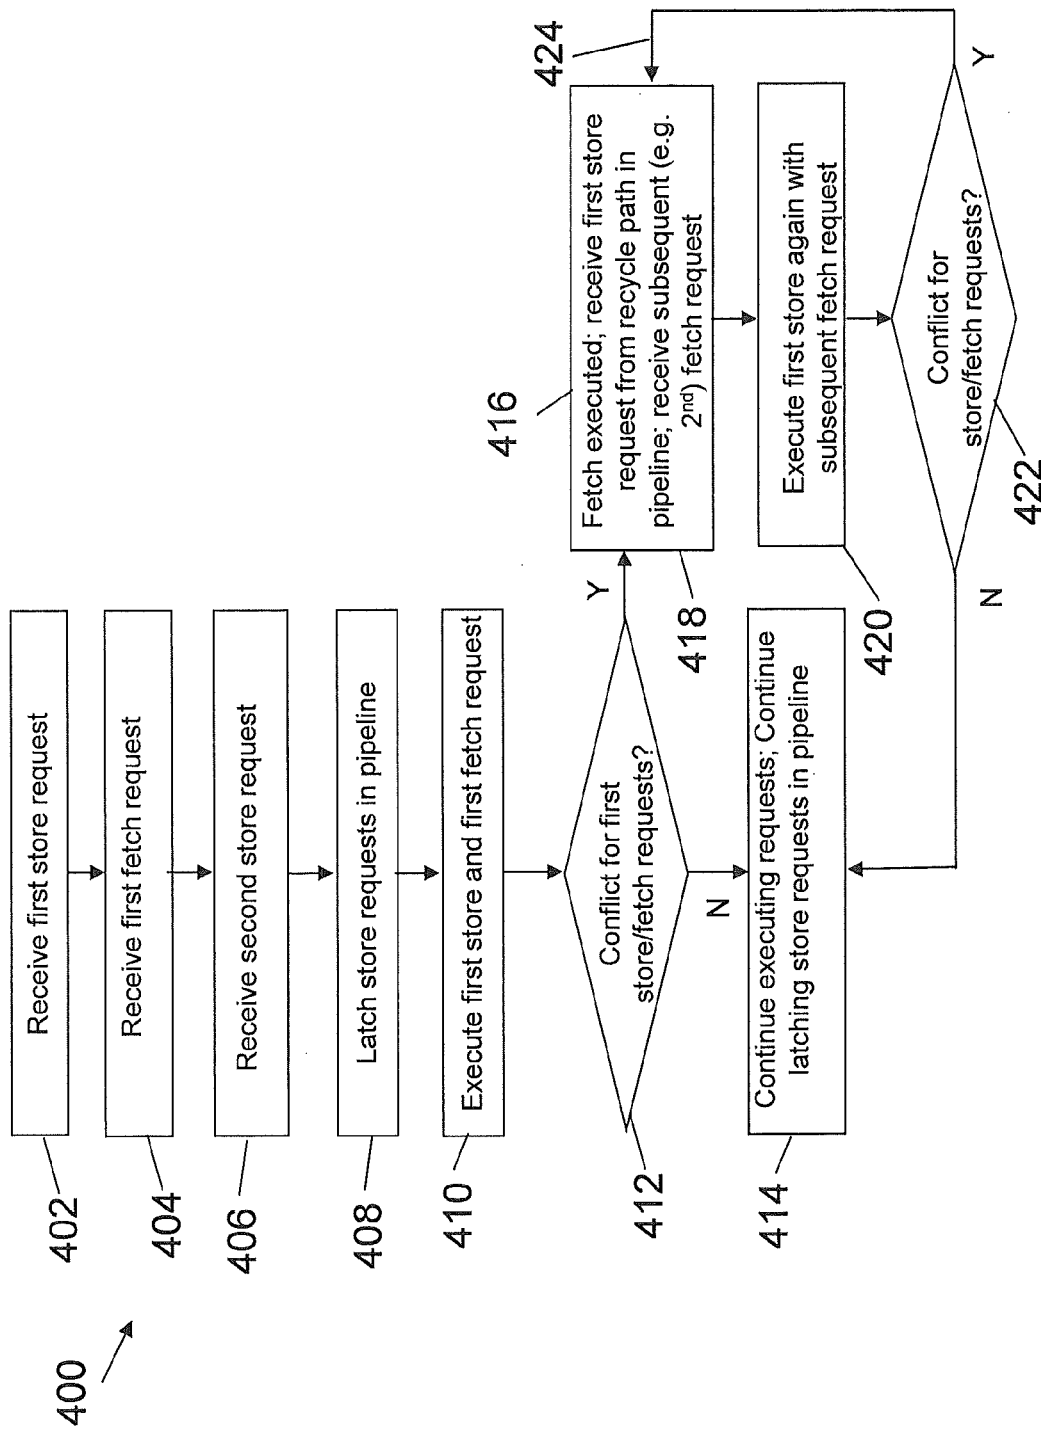 400
402
Receive first store request
404
Receive first fetch request
406
Receive second store request
408
Latch store requests in pipeline
410
Execute first store and first fetch request
412
Conflict for first
store/fetch requests?
Y
N
414
Continue executing requests; Continue
latching store requests in pipeline
416
418
Fetch executed; receive first store
request from recycle path in
pipeline; receive subsequent (e.g.
2nd) fetch request
424
420
Execute first store again with
subsequent fetch request
422
Conflict for
store/fetch requests?
Y
N